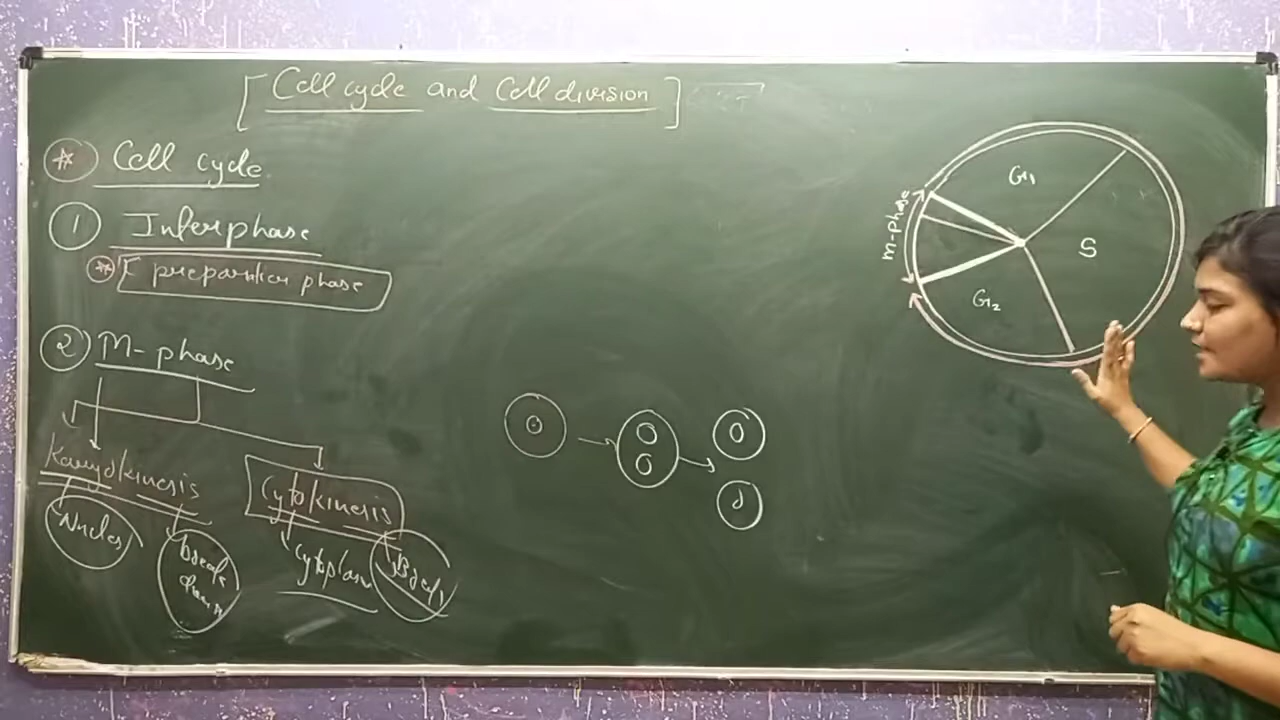 [Cell cycle and Cell division]
* Cell cycle
① Interphase
** [preparation phase
② M-phase
Karyokinesis
Cytokinesis
Cytoplasm
G₁
S
G₂
M-phase